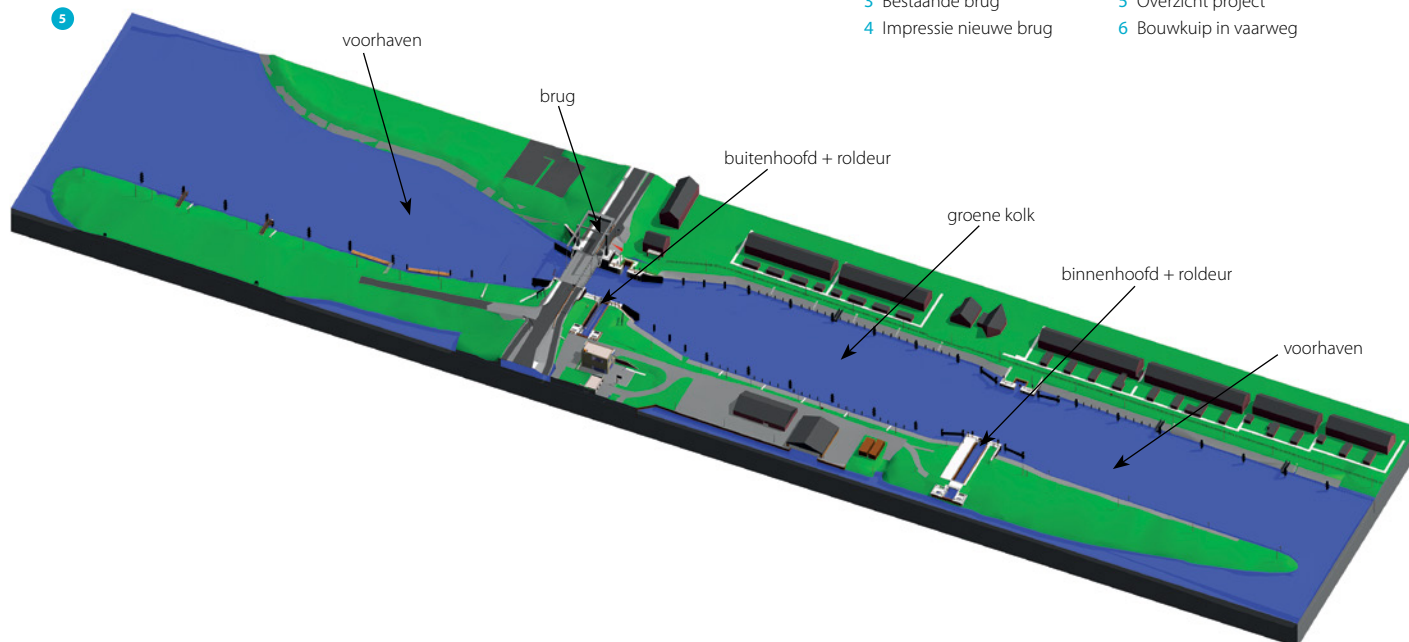 3 Bestaande brug
5 Overzicht project
4 Impressie nieuwe brug
6 Bouwkuip in vaarweg
5
voorhaven
brug
buitenhoofd + roldeur
groene kolk
binnenhoofd + roldeur
voorhaven